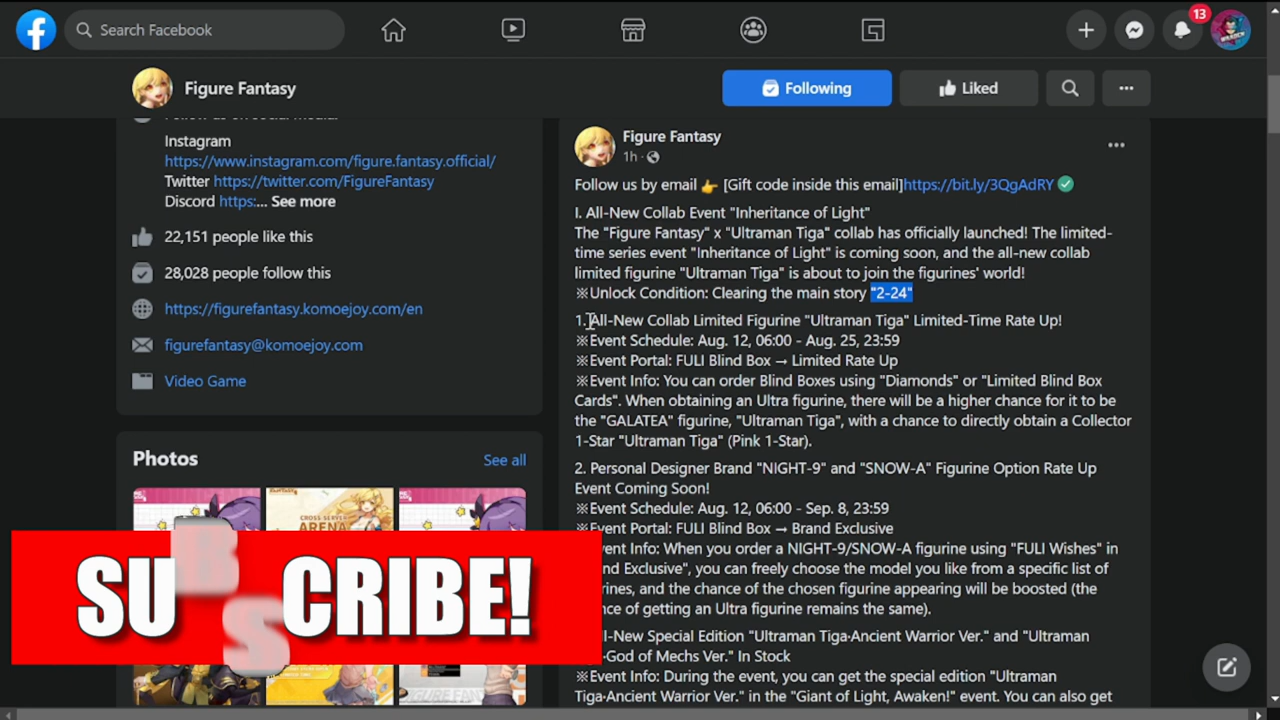 Search Facebook
13
Figure Fantasy
Following
Liked
Instagram
https://www.instagram.com/figure.fantasy.official/
Twitter https://twitter.com/FigureFantasy
Discord https:... See more
22,151 people like this
28,028 people follow this
https://figurefantasy.komoejoy.com/en
figurefantasy@komoejoy.com
Video Game
Photos
See all
CROSS-SERVER
ARENA
SUBSCRIBE!
Figure Fantasy
1h
Follow us by email 👉 [Gift code inside this email]https://bit.ly/3QgAdRY
I. All-New Collab Event "Inheritance of Light"
The "Figure Fantasy" x "Ultraman Tiga" collab has officially launched! The limited-
time series event "Inheritance of Light" is coming soon, and the all-new collab
limited figurine "Ultraman Tiga" is about to join the figurines' world!
※Unlock Condition: Clearing the main story "2-24"
1. All-New Collab Limited Figurine "Ultraman Tiga" Limited-Time Rate Up!
※Event Schedule: Aug. 12, 06:00 - Aug. 25, 23:59
※Event Portal: FULI Blind Box → Limited Rate Up
※Event Info: You can order Blind Boxes using "Diamonds" or "Limited Blind Box
Cards". When obtaining an Ultra figurine, there will be a higher chance for it to be
the "GALATEA" figurine, "Ultraman Tiga", with a chance to directly obtain a Collector
1-Star "Ultraman Tiga" (Pink 1-Star).
2. Personal Designer Brand "NIGHT-9" and "SNOW-A" Figurine Option Rate Up
Event Coming Soon!
※Event Schedule: Aug. 12, 06:00 - Sep. 8, 23:59
※Event Portal: FULI Blind Box → Brand Exclusive
vent Info: When you order a NIGHT-9/SNOW-A figurine using "FULI Wishes" in
nd Exclusive", you can freely choose the model you like from a specific list of
rines, and the chance of the chosen figurine appearing will be boosted (the
nce of getting an Ultra figurine remains the same).
ll-New Special Edition "Ultraman Tiga·Ancient Warrior Ver." and "Ultraman
·God of Mechs Ver." In Stock
※Event Info: During the event, you can get the special edition "Ultraman
Tiga·Ancient Warrior Ver." in the "Giant of Light, Awaken!" event. You can also get